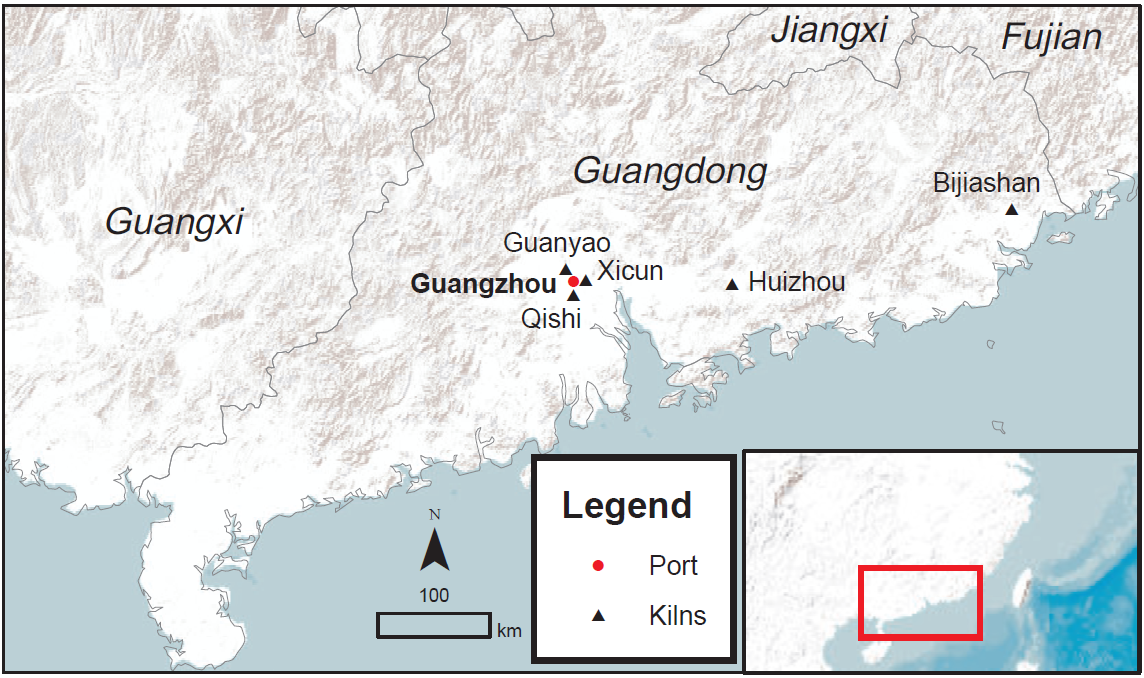 Jiangxi
Fujian
Guangdong
Bijiashan
Guangxi
Guanyao
Xicun
Guangzhou
Huizhou
Qishi
Legend
N
Port
100
Kilns
km